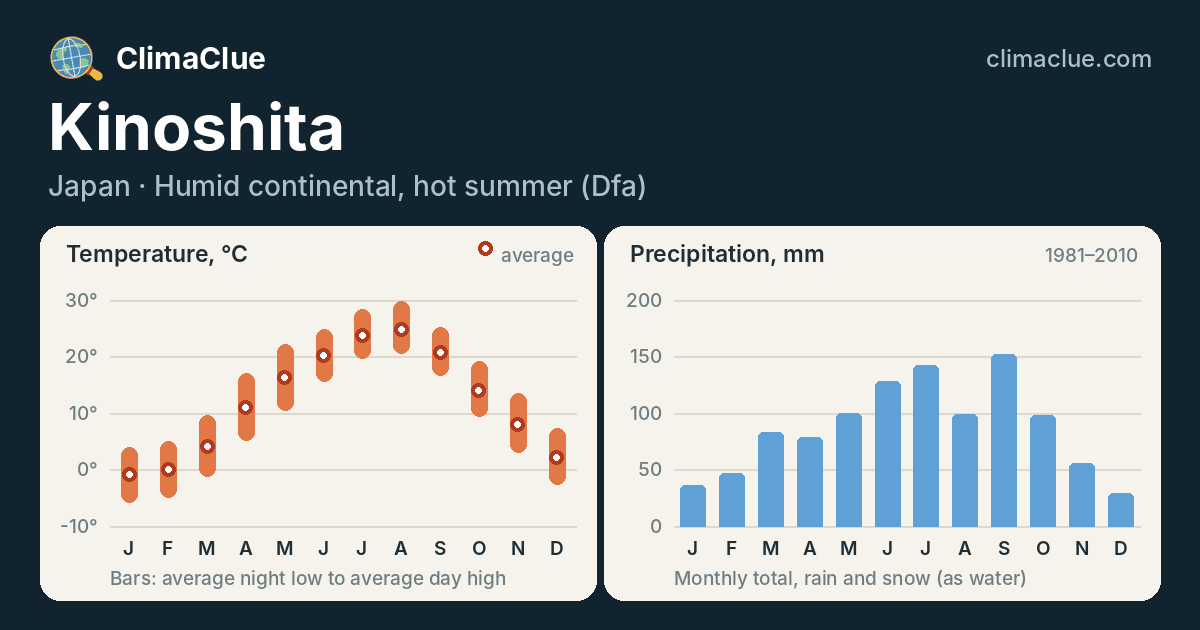 ClimaClue
climaclue.com
Kinoshita
Japan · Humid continental, hot summer (Dfa)
Temperature, °C
average
30°
20°
10°
0°
-10°
J F M A M J J A S O N D
Bars: average night low to average day high
Precipitation, mm
1981–2010
200
150
100
50
0
J F M A M J J A S O N D
Monthly total, rain and snow (as water)